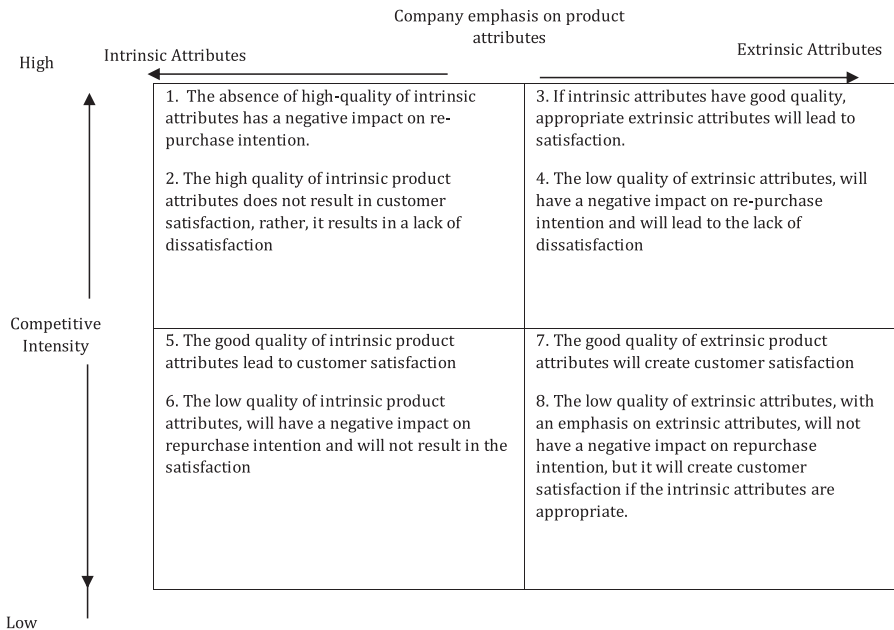 Company emphasis on product
attributes
Intrinsic Attributes
Extrinsic Attributes
High
1.  The absence of high-quality of intrinsic
attributes has a negative impact on re-
purchase intention.
2. The high quality of intrinsic product
attributes does not result in customer
satisfaction, rather, it results in a lack of
dissatisfaction
3. If intrinsic attributes have good quality,
appropriate extrinsic attributes will lead to
satisfaction.
4. The low quality of extrinsic attributes, will
have a negative impact on re-purchase
intention and will lead to the lack of
dissatisfaction
Competitive
Intensity
5. The good quality of intrinsic product
attributes lead to customer satisfaction
6. The low quality of intrinsic product
attributes, will have a negative impact on
repurchase intention and will not result in the
satisfaction
7. The good quality of extrinsic product
attributes will create customer satisfaction
8. The low quality of extrinsic attributes, with
an emphasis on extrinsic attributes, will not
have a negative impact on repurchase
intention, but it will create customer
satisfaction if the intrinsic attributes are
appropriate.
Low